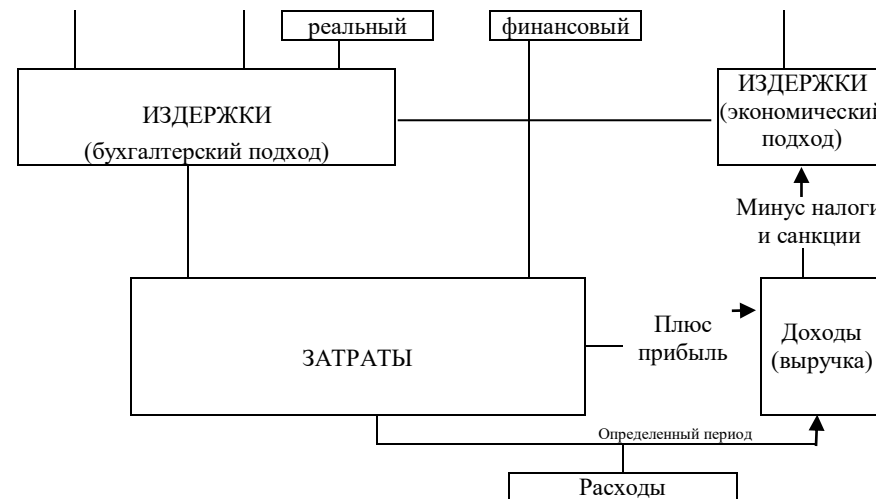 реальный
финансовый
ИЗДЕРЖКИ
(бухгалтерский подход)
ИЗДЕРЖКИ
(экономический
подход)
Минус налоги
и санкции
ЗАТРАТЫ
Плюс
прибыль
Доходы
(выручка)
Определенный период
Расходы